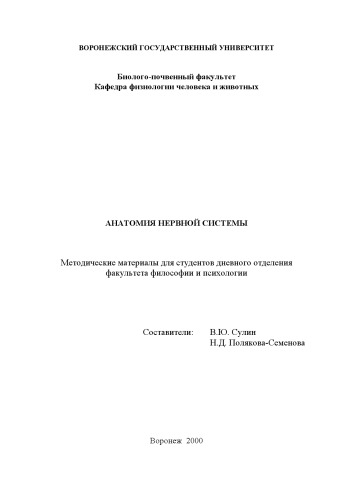 ВОРОНЕЖСКИЙ ГОСУДАРСТВЕННЫЙ УНИВЕРСИТЕТ
Биолого-почвенный факультет
Кафедра физиологии человека и животных
АНАТОМИЯ НЕРВНОЙ СИСТЕМЫ
Методические материалы для студентов дневного отделения
факультета философии и психологии
Составители: В.Ю. Сулин
Н.Д. Полякова-Семенова
Воронеж 2000